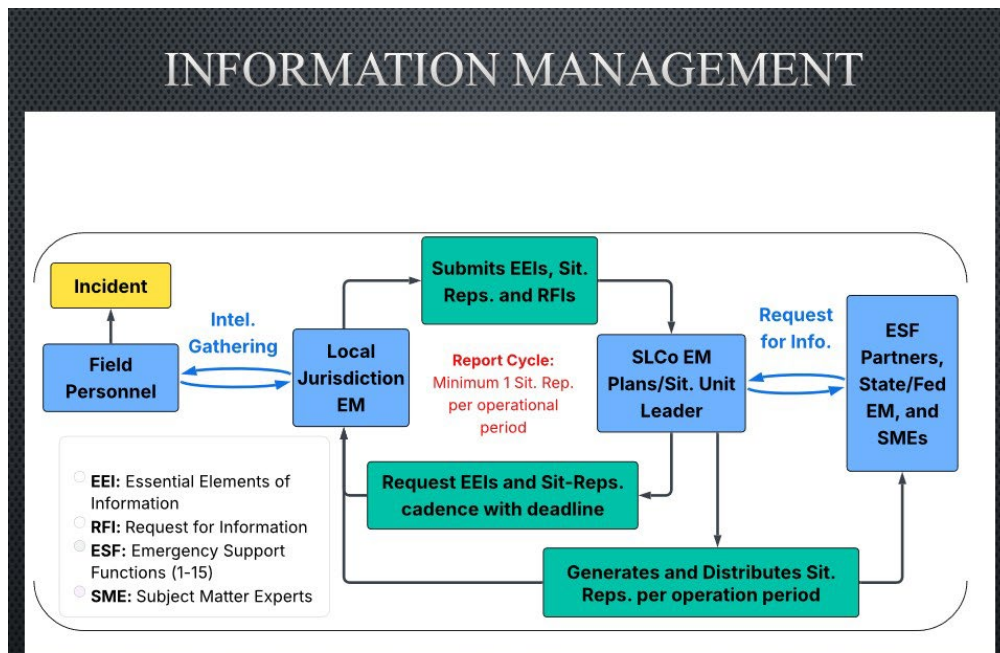 INFORMATION MANAGEMENT
Incident
Field
Personnel
Intel.
Gathering
Local
Jurisdiction
EM
Submits EEIs, Sit.
Reps. and RFIs
Report Cycle:
Minimum 1 Sit. Rep.
per operational
period
SLCo EM
Plans/Sit. Unit
Leader
Request
for Info.
ESF
Partners,
State/Fed
EM, and
SMEs
Request EEIs and Sit-Reps.
cadence with deadline
Generates and Distributes Sit.
Reps. per operation period
EEI: Essential Elements of
Information
RFI: Request for Information
ESF: Emergency Support
Functions (1-15)
SME: Subject Matter Experts